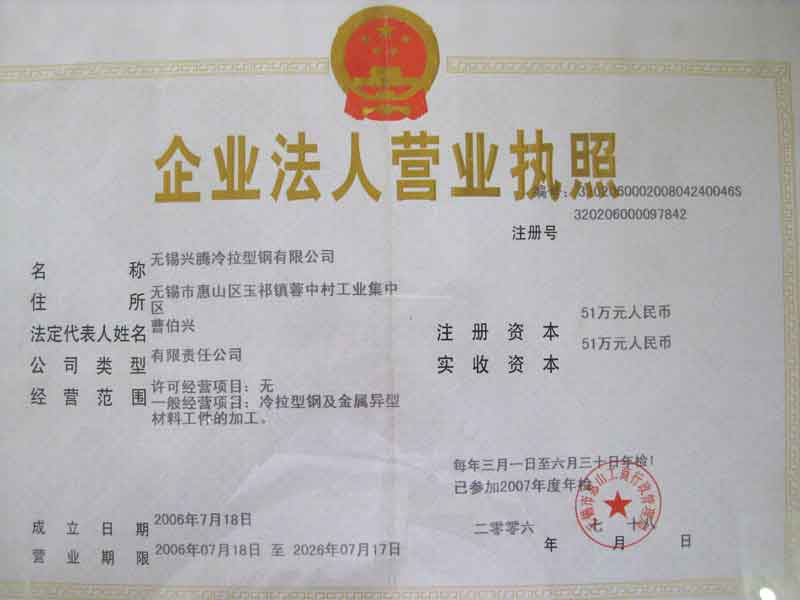 企业法人营业执照
编号: 320206000200804240046S
320206000097842
注册号
名称 无锡兴腾冷拉型钢有限公司
住所 无锡市惠山区玉祁镇蓉中村工业集中
区
法定代表人姓名 曹伯兴
注册资本 51万元人民币
公司类型 有限责任公司
实收资本 51万元人民币
经营范围 许可经营项目:无
一般经营项目:冷拉型钢及金属异型
材料工件的加工。
每年三月一日至六月三十日年检!
已参加2007年度年检
成立日期 2006年7月18日
二零零六年七月十八日
营业期限 2006年07月18日 至 2026年07月17日